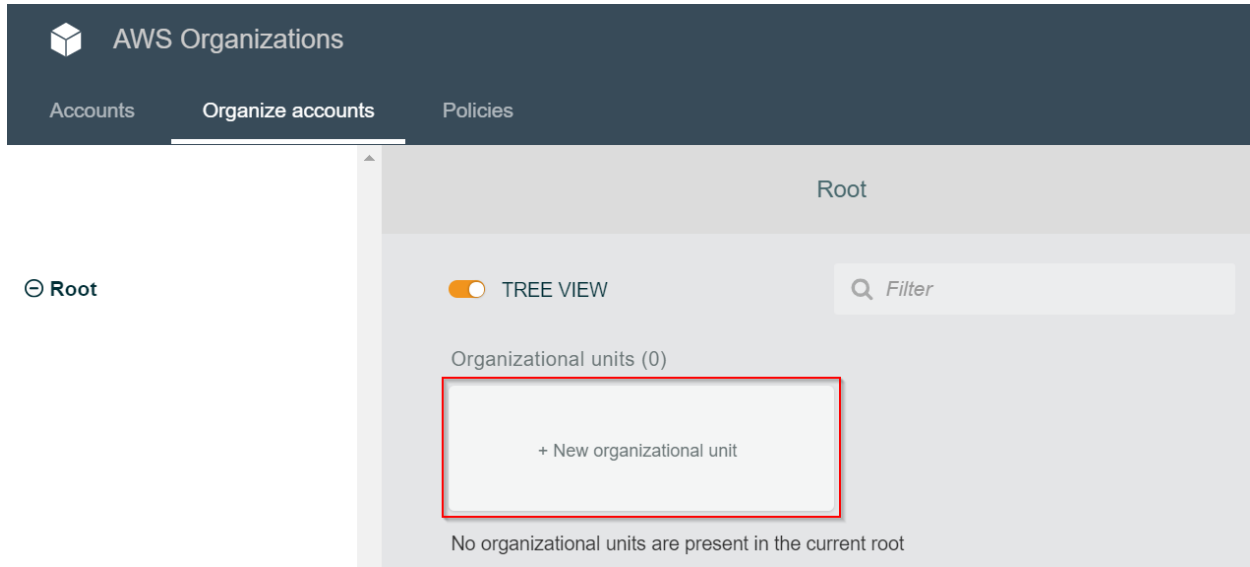 AWS Organizations
Accounts Organize accounts Policies
Root
Root
TREE VIEW Filter
Organizational units (0)
+ New organizational unit
No organizational units are present in the current root